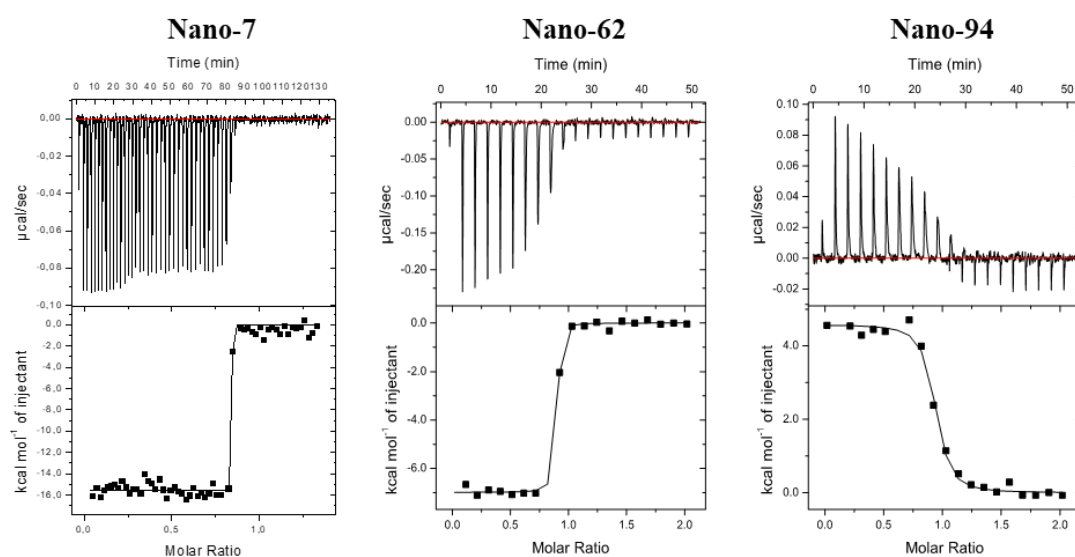 Nano-7
Time (min)
0 10 20 30 40 50 60 70 80 90 100 110 120 130
0,00
-0,02
-0,04
-0,06
-0,08
-0,10
µcal/sec
0,0
-2,0
-4,0
-6,0
-8,0
-10,0
-12,0
-14,0
-16,0
kcal mol⁻¹ of injectant
0,0 0,5 1,0
Molar Ratio
Nano-62
Time (min)
0 10 20 30 40 50
0.00
-0.05
-0.10
-0.15
-0.20
µcal/sec
0.0
-2.0
-4.0
-6.0
kcal mol⁻¹ of injectant
0.0 0.5 1.0 1.5 2.0
Molar Ratio
Nano-94
Time (min)
0 10 20 30 40 50
0.10
0.08
0.06
0.04
0.02
0.00
-0.02
µcal/sec
4.0
2.0
0.0
kcal mol⁻¹ of injectant
0.0 0.5 1.0 1.5 2.0
Molar Ratio